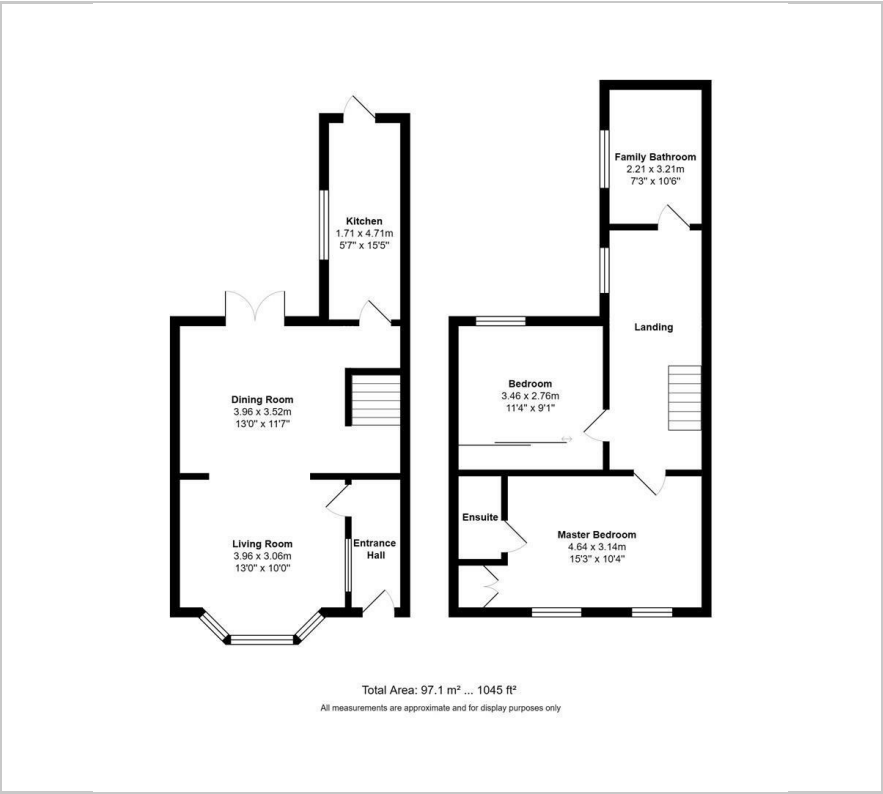 Kitchen
1.71 x 4.71m
5'7" x 15'5"
Dining Room
3.96 x 3.52m
13'0" x 11'7"
Living Room
3.96 x 3.06m
13'0" x 10'0"
Entrance
Hall
Family Bathroom
2.21 x 3.21m
7'3" x 10'6"
Landing
Bedroom
3.46 x 2.76m
11'4" x 9'1"
Ensuite
Master Bedroom
4.64 x 3.14m
15'3" x 10'4"
Total Area: 97.1 m² ... 1045 ft²
All measurements are approximate and for display purposes only